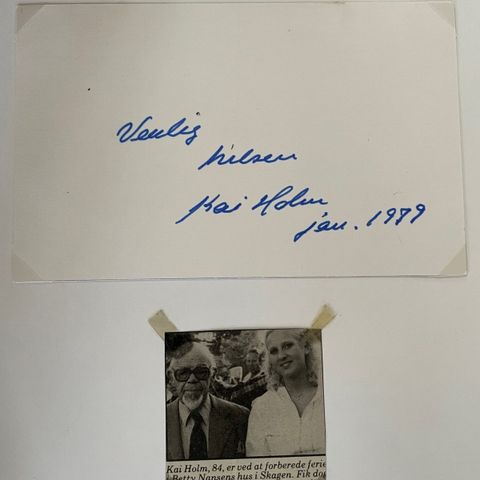 Venlig
hilsen
Kai Holm
jan. 1979
Kai Holm, 84, er ved at forberede ferie
i Betty Nansens hus i Skagen. Fik